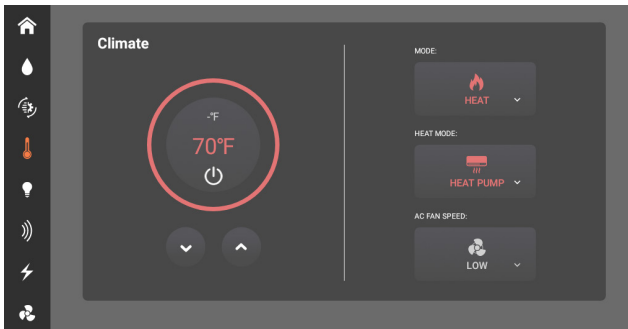 Climate
-°F
70°F
MODE:
HEAT
HEAT MODE:
HEAT PUMP
AC FAN SPEED:
LOW